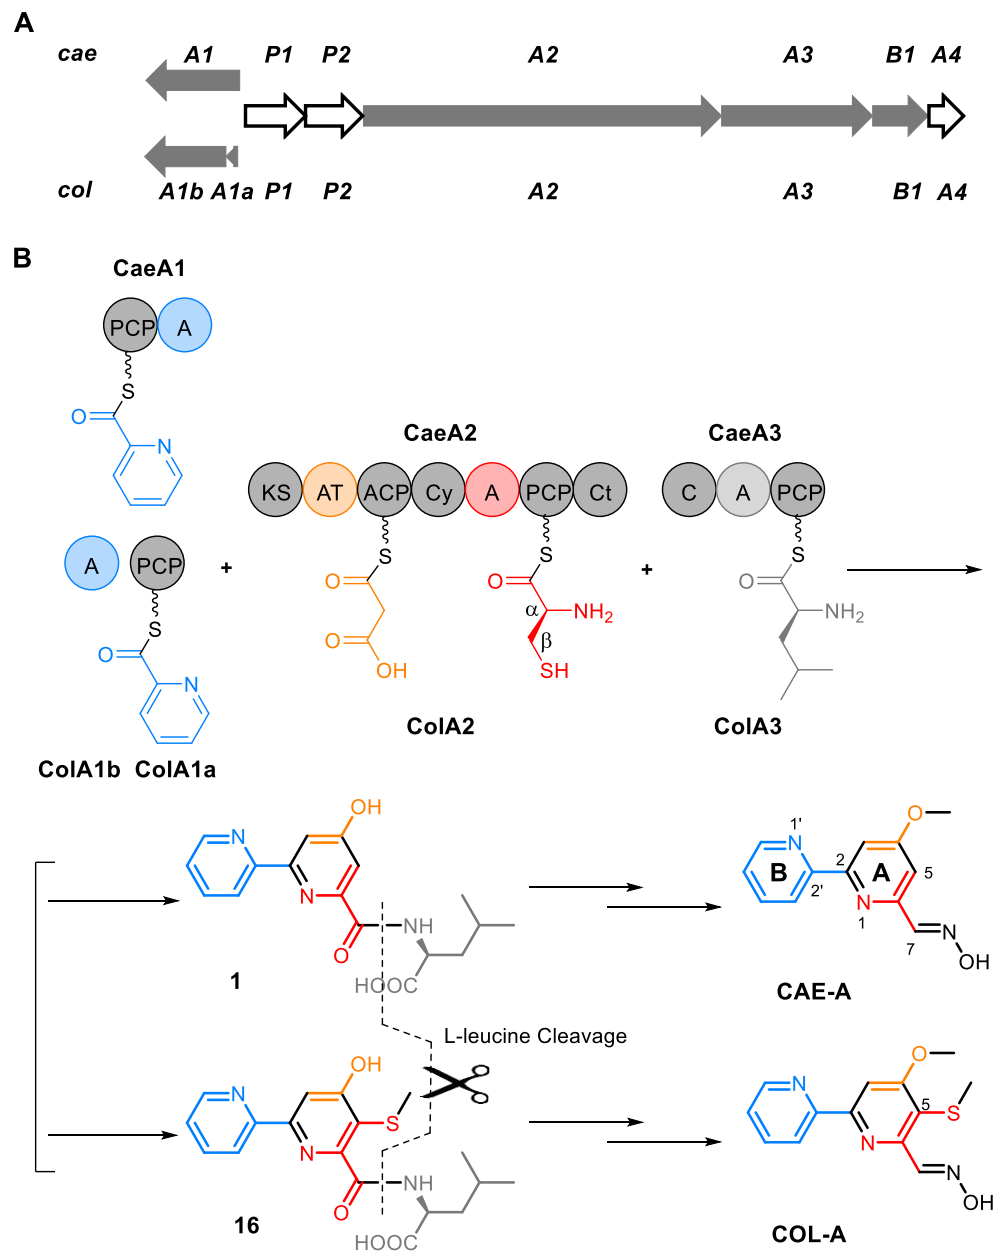 A
cae A1 P1 P2 A2 A3 B1 A4
col A1b A1a P1 P2 A2 A3 B1 A4
B
CaeA1
PCP A
S
O
N
CaeA2 CaeA3
KS AT ACP Cy A PCP Ct C A PCP
A PCP + S S + S
O O O
α NH2 NH2
β
O OH SH
S
O
N
ColA2 ColA3
ColA1b ColA1a
OH
N
N
O
NH
HOOC
1
O
1'
N
B 2 A 5
2'
N
1
7
N
OH
CAE-A
L-leucine Cleavage
OH
N
S
N
O
NH
HOOC
16
O
N
5
S
N
N
OH
COL-A